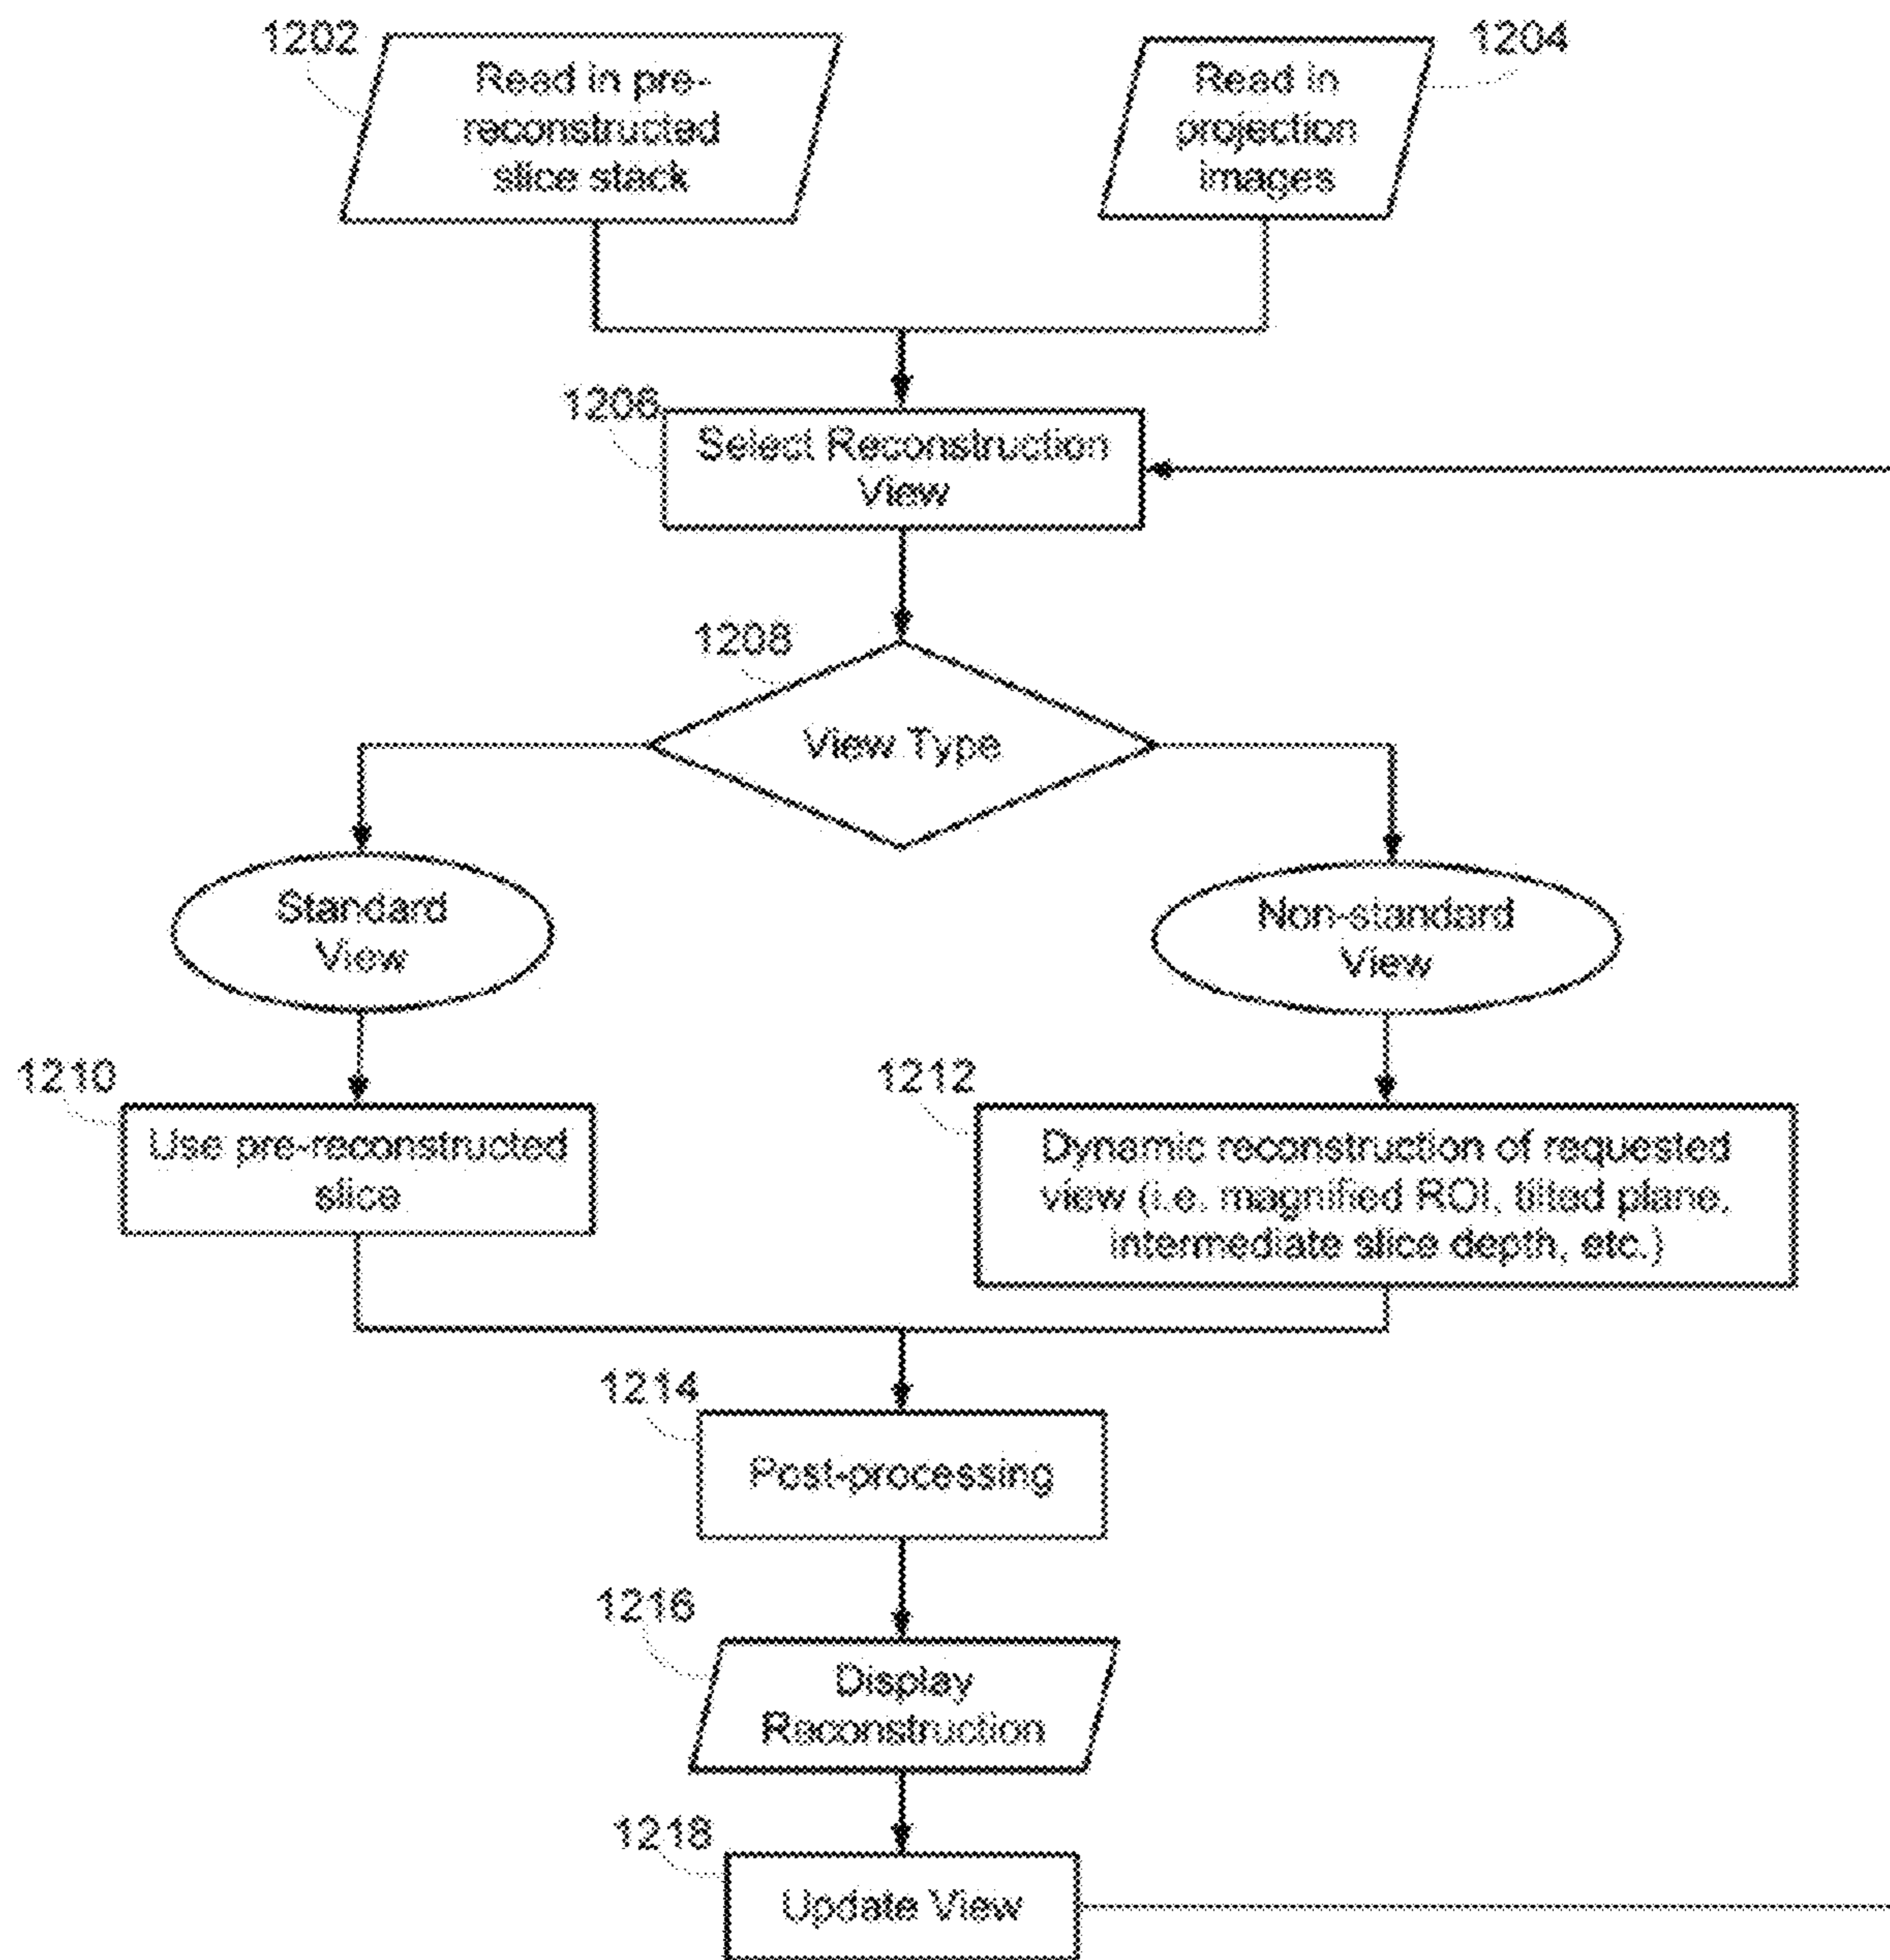 1202
Read in pre-
reconstructed
slice stack
1204
Read in
projection
images
1206
Select Reconstruction
View
1208
View Type
Standard
View
Non-standard
View
1210
Use pre-reconstructed
slice
1212
Dynamic reconstruction of requested
view (i.e. magnified ROI, tilted plane,
intermediate slice depth, etc.)
1214
Post-processing
1216
Display
Reconstruction
1218
Update View